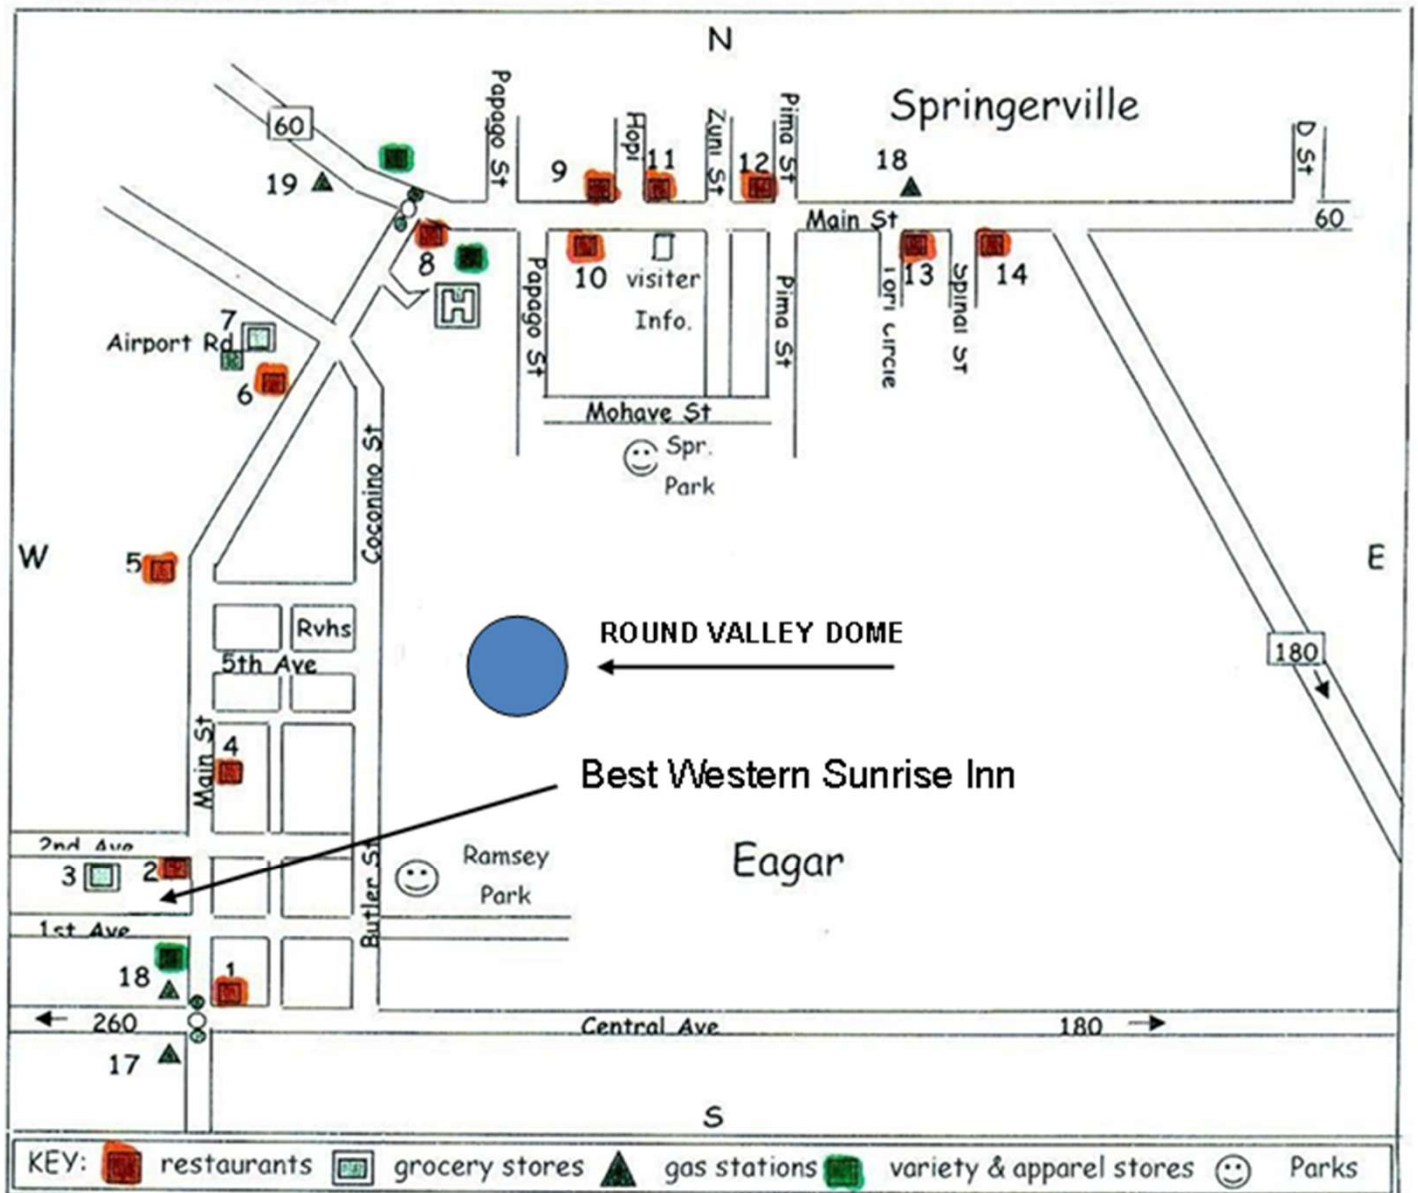 N
Springerville
60
Papago St
Hopi
Zuni St
Pima St
D St
19
9
11
12
18
Main St
60
8
10
visiter
Info.
13
14
7
Airport Rd
6
H
Papago St
Pima St
Tori Circle
Spinal St
Mohave St
Spr.
Park
Coconino St
W
5
E
ROUND VALLEY DOME
Rvhs
5th Ave
180
Main St
4
Best Western Sunrise Inn
2nd Ave
3
2
Butler St
Ramsey
Park
Eagar
1st Ave
18
1
260
Central Ave
180
17
S
KEY: restaurants grocery stores gas stations variety & apparel stores Parks